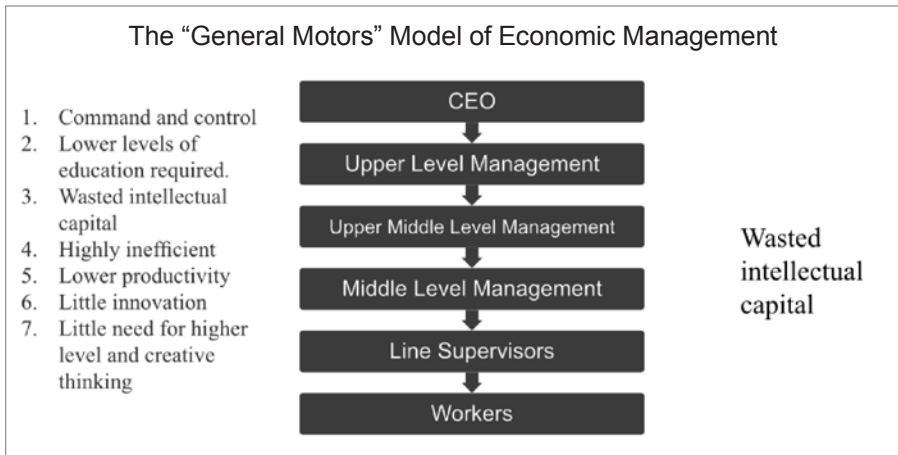 The “General Motors” Model of Economic Management
1. Command and control
2. Lower levels of
education required.
3. Wasted intellectual
capital
4. Highly inefficient
5. Lower productivity
6. Little innovation
7. Little need for higher
level and creative
thinking
CEO
Upper Level Management
Upper Middle Level Management
Middle Level Management
Line Supervisors
Workers
Wasted
intellectual
capital